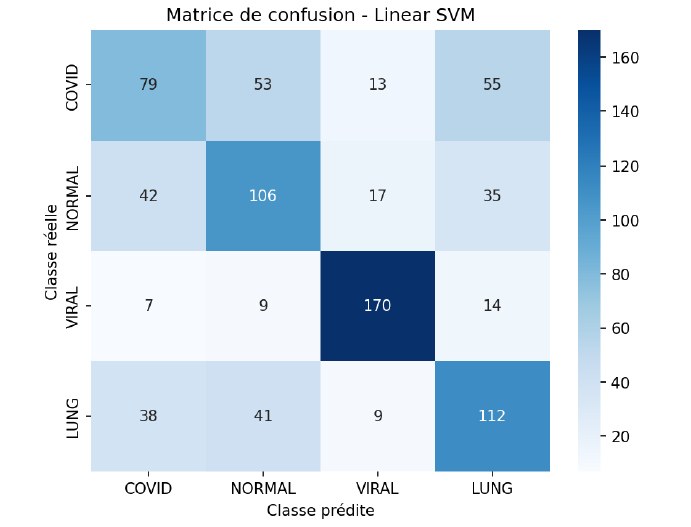 Matrice de confusion - Linear SVM
COVID
79 53 13 55
NORMAL
42 106 17 35
VIRAL
7 9 170 14
LUNG
38 41 9 112
Classe réelle
COVID NORMAL VIRAL LUNG
Classe prédite
160
140
120
100
80
60
40
20